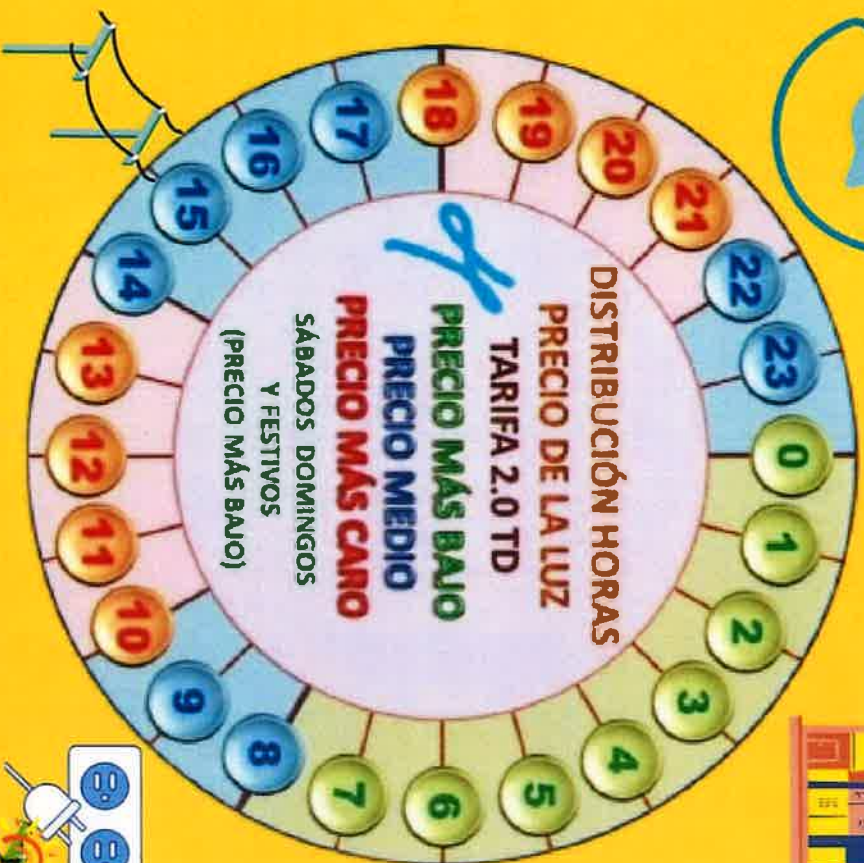 DISTRIBUCIÓN HORAS
PRECIO DE LA LUZ
TARIFA 2.0 TD
PRECIO MÁS BAJO
PRECIO MEDIO
PRECIO MÁS CARO
SÁBADOS DOMINGOS
Y FESTIVOS
(PRECIO MÁS BAJO)
0
1
2
3
4
5
6
7
8
9
10
11
12
13
14
15
16
17
18
19
20
21
22
23